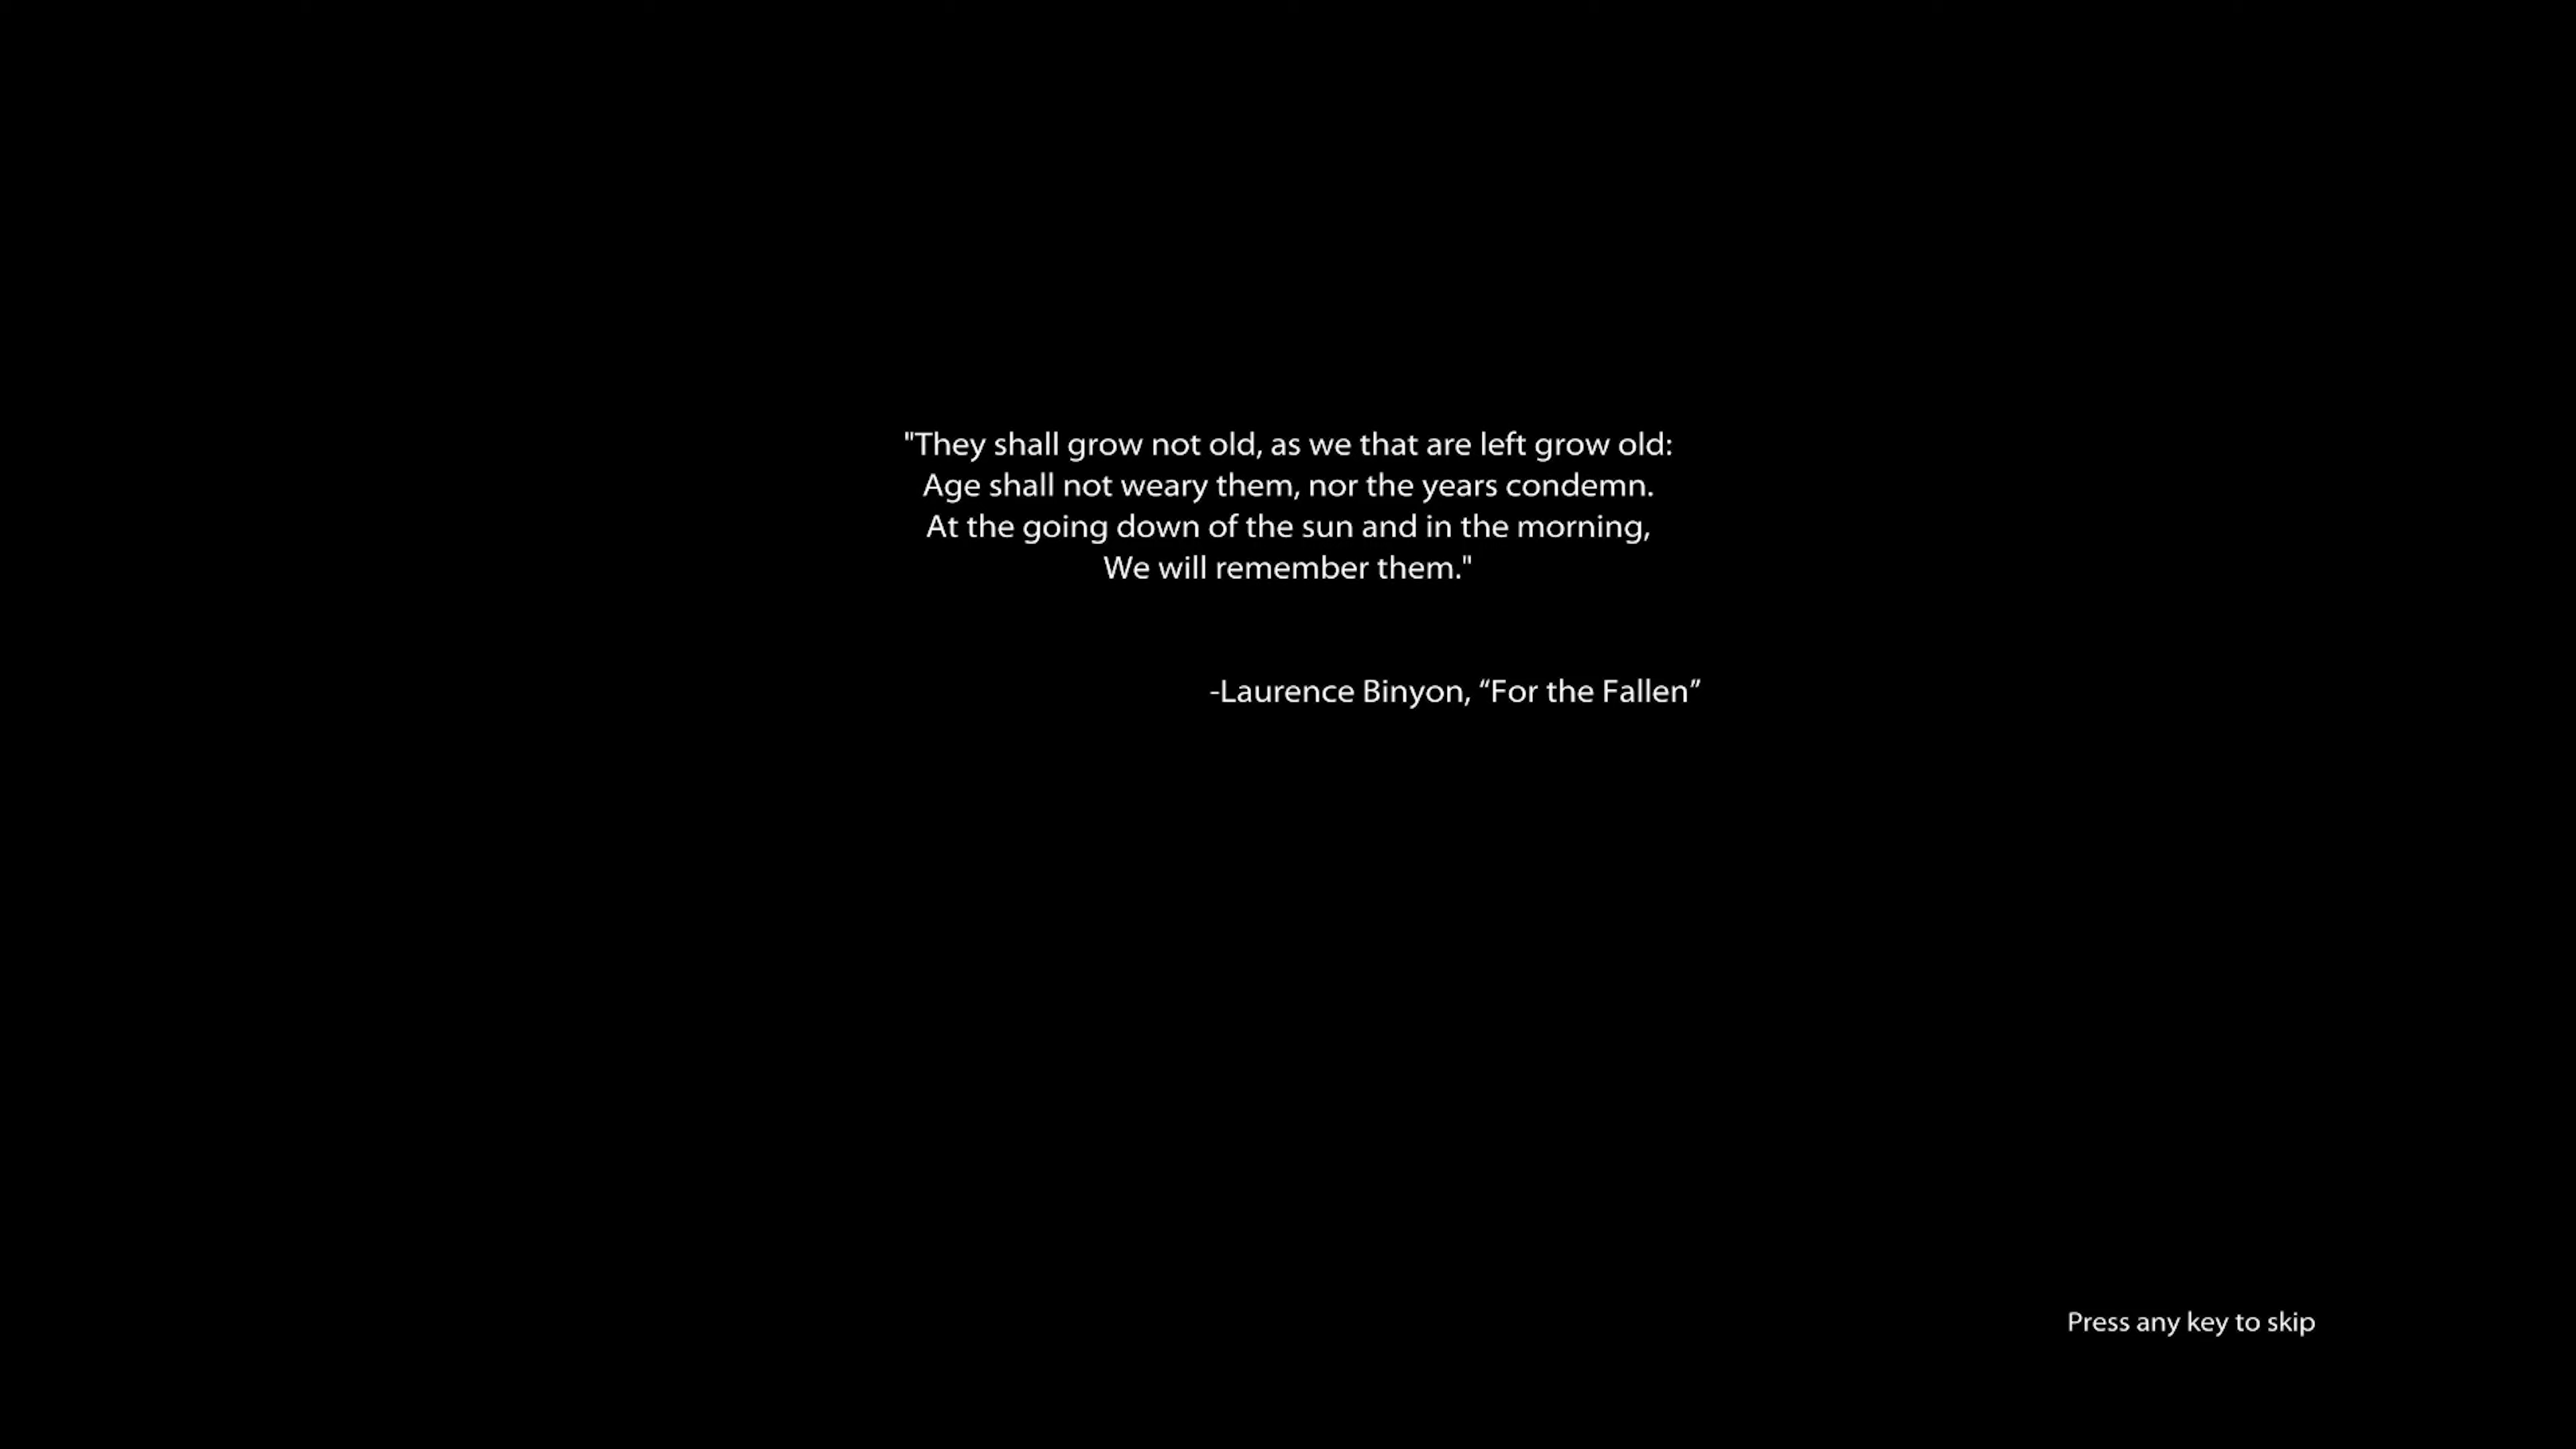 "They shall grow not old, as we that are left grow old:
Age shall not weary them, nor the years condemn.
At the going down of the sun and in the morning,
We will remember them."
-Laurence Binyon, “For the Fallen”
Press any key to skip